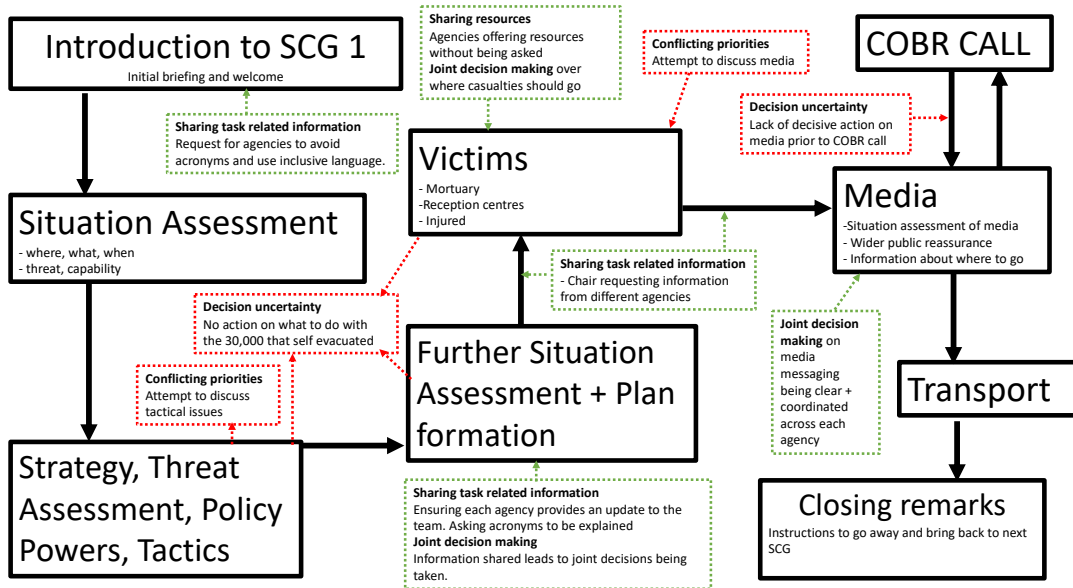 Introduction to SCG 1
Initial briefing and welcome
Sharing task related information
Request for agencies to avoid
acronyms and use inclusive language.
Situation Assessment
- where, what, when
- threat, capability
Decision uncertainty
No action on what to do with
the 30,000 that self evacuated
Conflicting priorities
Attempt to discuss
tactical issues
Strategy, Threat
Assessment, Policy
Powers, Tactics
Sharing resources
Agencies offering resources
without being asked
Joint decision making over
where casualties should go
Conflicting priorities
Attempt to discuss media
Victims
- Mortuary
-Reception centres
- Injured
Sharing task related information
- Chair requesting information
from different agencies
Further Situation
Assessment + Plan
formation
Sharing task related information
Ensuring each agency provides an update to the
team. Asking acronyms to be explained
Joint decision making
Information shared leads to joint decisions being
taken.
COBR CALL
Decision uncertainty
Lack of decisive action on
media prior to COBR call
Media
-Situation assessment of media
- Wider public reassurance
- Information about where to go
Joint decision
making on
media
messaging
being clear +
coordinated
across each
agency
Transport
Closing remarks
Instructions to go away and bring back to next
SCG